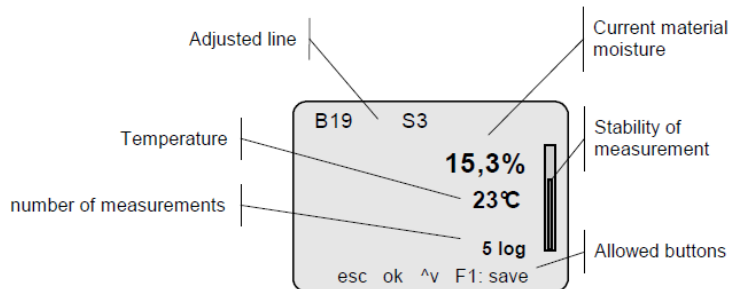 Adjusted line
Current material
moisture
B19 S3
Temperature
Stability of
measurement
15,3%
23°C
number of measurements
5 log
Allowed buttons
esc ok ^v F1: save